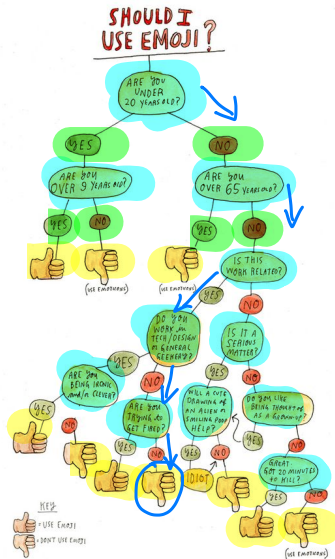 SHOULD I
USE EMOJI?
ARE YOU
UNDER
20 YEARS OLD?
YES
NO
ARE YOU
OVER 9 YEARS OLD?
ARE YOU
OVER 65 YEARS OLD?
YES
NO
YES
NO
(USE EMOTICONS)
(USE EMOTICONS)
IS THIS
WORK RELATED?
YES
NO
DO YOU
WORK IN
TECH/DESIGN
GENERAL
GEEKERY?
IS IT A
SERIOUS
MATTER?
YES
ARE YOU
BEING IRONIC
AND/OR CLEVER?
NO
ARE YOU
TRYING TO
GET FIRED?
WILL A CUTE
DRAWING OF
AN ALIEN OR
SMILING POO
HELP?
NO
DO YOU LIKE
BEING THOUGHT OF
AS A GROWNUP?
YES
NO
YES
NO
YES
NO
IDIOT
NO
GREAT.
GOT 20 MINUTES
TO KILL?
YES
NO
(USE EMOTICONS)
KEY
= USE EMOJI
= DON'T USE EMOJI